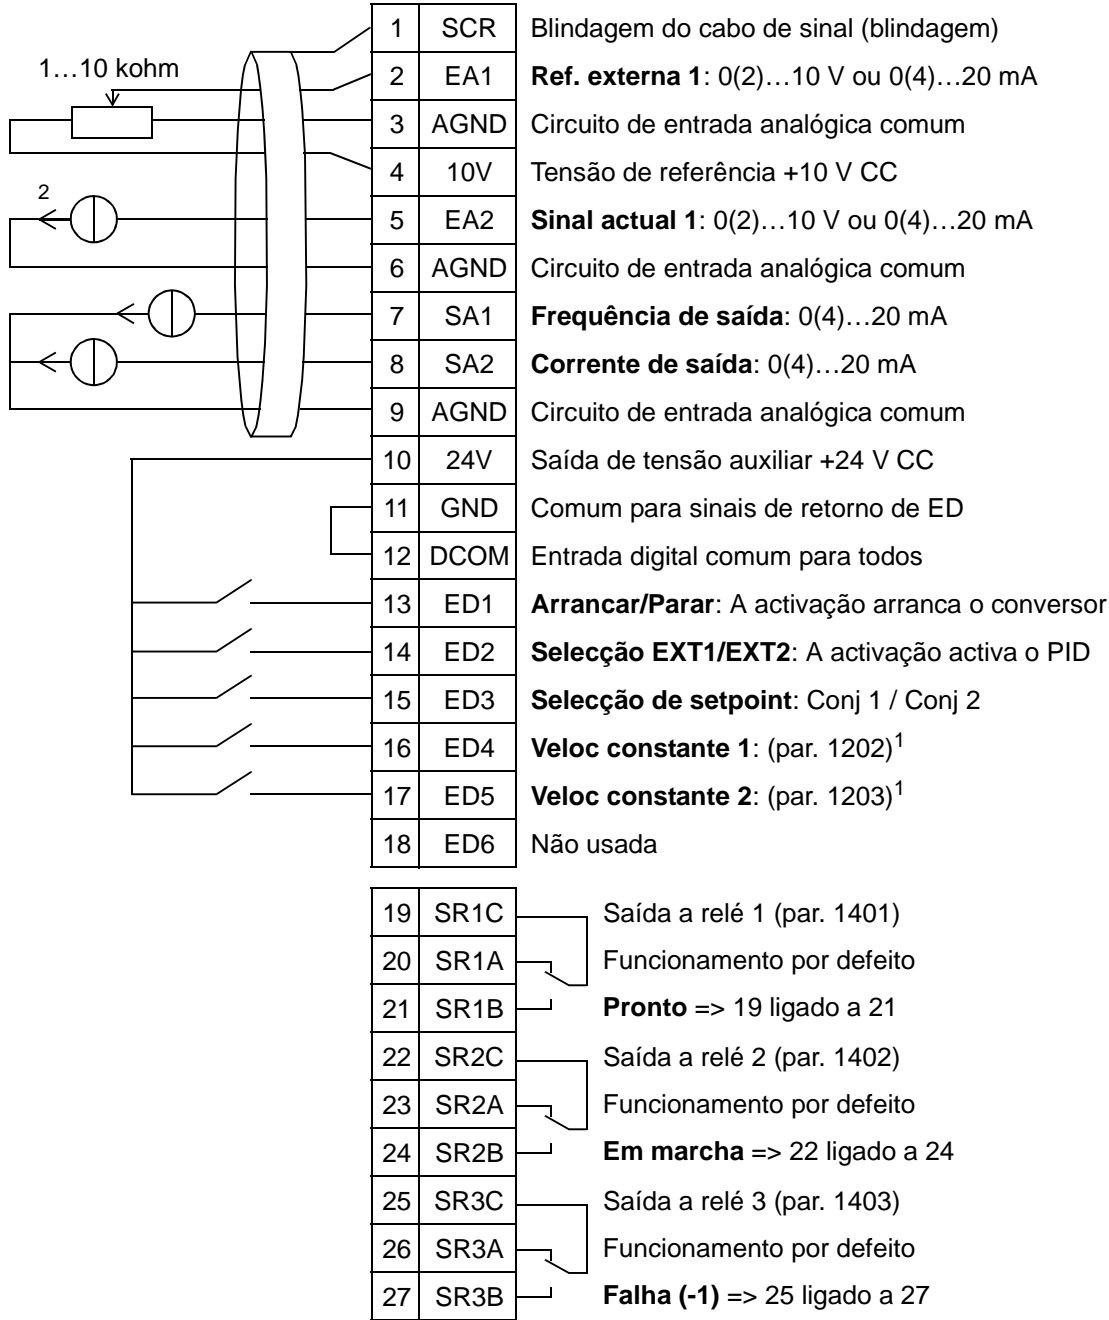 1 SCR Blindagem do cabo de sinal (blindagem)
1…10 kohm
2 EA1 Ref. externa 1: 0(2)…10 V ou 0(4)…20 mA
3 AGND Circuito de entrada analógica comum
4 10V Tensão de referência +10 V CC
2
5 EA2 Sinal actual 1: 0(2)…10 V ou 0(4)…20 mA
6 AGND Circuito de entrada analógica comum
7 SA1 Frequência de saída: 0(4)…20 mA
8 SA2 Corrente de saída: 0(4)…20 mA
9 AGND Circuito de entrada analógica comum
10 24V Saída de tensão auxiliar +24 V CC
11 GND Comum para sinais de retorno de ED
12 DCOM Entrada digital comum para todos
13 ED1 Arrancar/Parar: A activação arranca o conversor
14 ED2 Selecção EXT1/EXT2: A activação activa o PID
15 ED3 Selecção de setpoint: Conj 1 / Conj 2
16 ED4 Veloc constante 1: (par. 1202)1
17 ED5 Veloc constante 2: (par. 1203)1
18 ED6 Não usada
19 SR1C Saída a relé 1 (par. 1401)
20 SR1A Funcionamento por defeito
21 SR1B Pronto => 19 ligado a 21
22 SR2C Saída a relé 2 (par. 1402)
23 SR2A Funcionamento por defeito
24 SR2B Em marcha => 22 ligado a 24
25 SR3C Saída a relé 3 (par. 1403)
26 SR3A Funcionamento por defeito
27 SR3B Falha (-1) => 25 ligado a 27